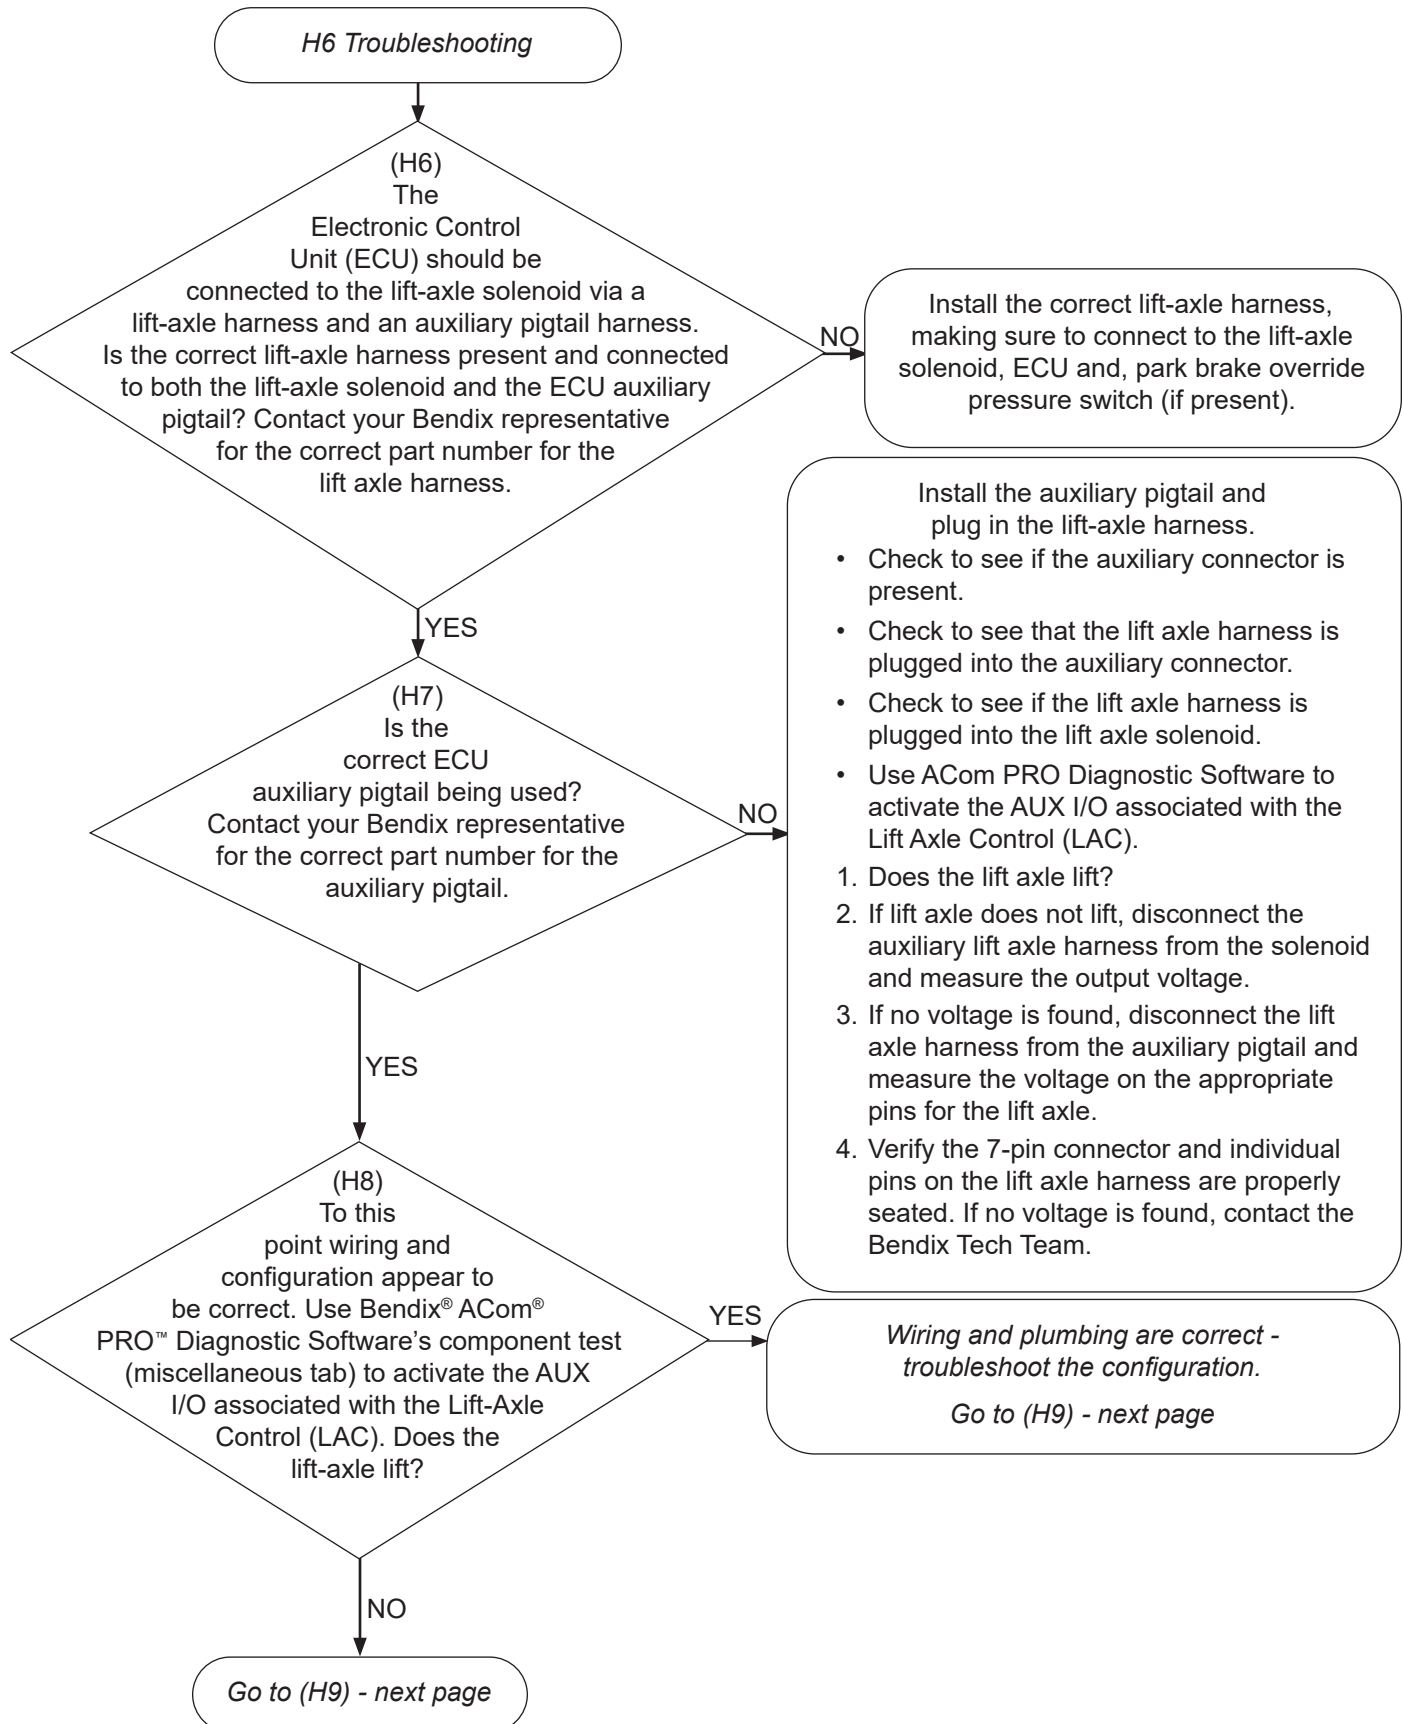 H6 Troubleshooting
(H6)
The
Electronic Control
Unit (ECU) should be
connected to the lift-axle solenoid via a
lift-axle harness and an auxiliary pigtail harness.
Is the correct lift-axle harness present and connected
to both the lift-axle solenoid and the ECU auxiliary
pigtail? Contact your Bendix representative
for the correct part number for the
lift axle harness.
NO
Install the correct lift-axle harness,
making sure to connect to the lift-axle
solenoid, ECU and, park brake override
pressure switch (if present).
YES
(H7)
Is the
correct ECU
auxiliary pigtail being used?
Contact your Bendix representative
for the correct part number for the
auxiliary pigtail.
NO
Install the auxiliary pigtail and
plug in the lift-axle harness.
• Check to see if the auxiliary connector is
present.
• Check to see that the lift axle harness is
plugged into the auxiliary connector.
• Check to see if the lift axle harness is
plugged into the lift axle solenoid.
• Use ACom PRO Diagnostic Software to
activate the AUX I/O associated with the
Lift Axle Control (LAC).
1. Does the lift axle lift?
2. If lift axle does not lift, disconnect the
auxiliary lift axle harness from the solenoid
and measure the output voltage.
3. If no voltage is found, disconnect the lift
axle harness from the auxiliary pigtail and
measure the voltage on the appropriate
pins for the lift axle.
4. Verify the 7-pin connector and individual
pins on the lift axle harness are properly
seated. If no voltage is found, contact the
Bendix Tech Team.
YES
(H8)
To this
point wiring and
configuration appear to
be correct. Use Bendix® ACom®
PRO™ Diagnostic Software's component test
(miscellaneous tab) to activate the AUX
I/O associated with the Lift-Axle
Control (LAC). Does the
lift-axle lift?
YES
Wiring and plumbing are correct -
troubleshoot the configuration.
Go to (H9) - next page
NO
Go to (H9) - next page